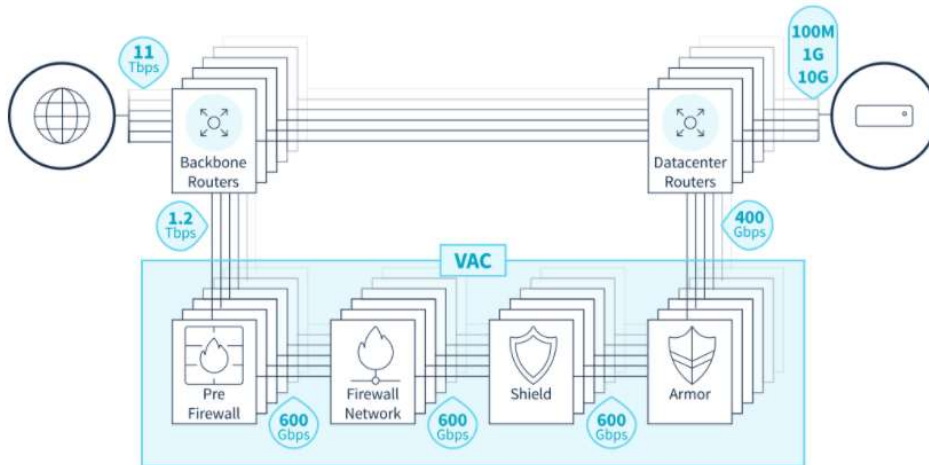 11
Tbps
100M
1G
10G
Backbone
Routers
Datacenter
Routers
1.2
Tbps
400
Gbps
VAC
Pre
Firewall
Firewall
Network
Shield
Armor
600
Gbps
600
Gbps
600
Gbps